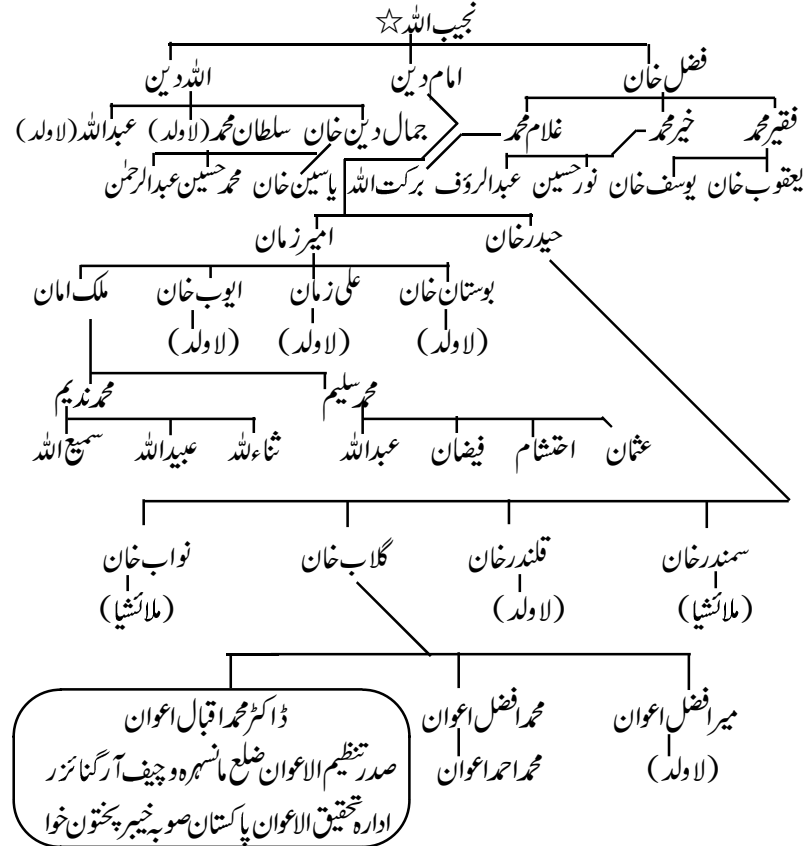 نجیب اللہ ☆
فضل خان امام دین اللہ دین
فقیر محمد خیر محمد غلام محمد جمال دین خان سلطان محمد (لاولد) عبداللہ (لاولد)
یعقوب خان یوسف خان نور حسین عبدالرؤف برکت اللہ یاسین خان محمد حسین عبدالرحمٰن
حیدر خان امیر زمان
بوستان خان علی زمان ایوب خان ملک امان
(لاولد) (لاولد) (لاولد)
محمد سلیم محمد ندیم
عثمان احتشام فیضان عبداللہ ثناءللہ عبیداللہ سمیع اللہ
سمندر خان قلندر خان گلاب خان نواب خان
(ملائشیا) (لاولد) (ملائشیا)
میر افضل اعوان محمد افضل اعوان ڈاکٹر محمد اقبال اعوان
(لاولد) محمد احمد اعوان صدر تنظیم الاعوان ضلع مانسہرہ و چیف آرگنائزر
ادارہ تحقیق الاعوان پاکستان صوبہ خیبر پختون خوا